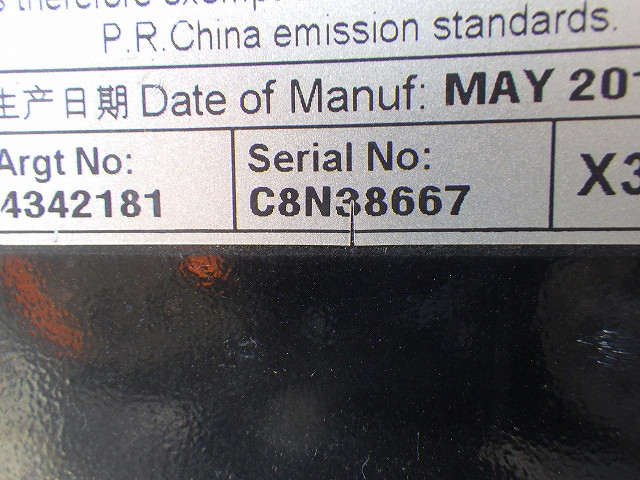 therefore
P.R.China emission standards.
生产日期 Date of Manuf: MAY 20
Argt No:
Serial No:
4342181
C8N38667
X3